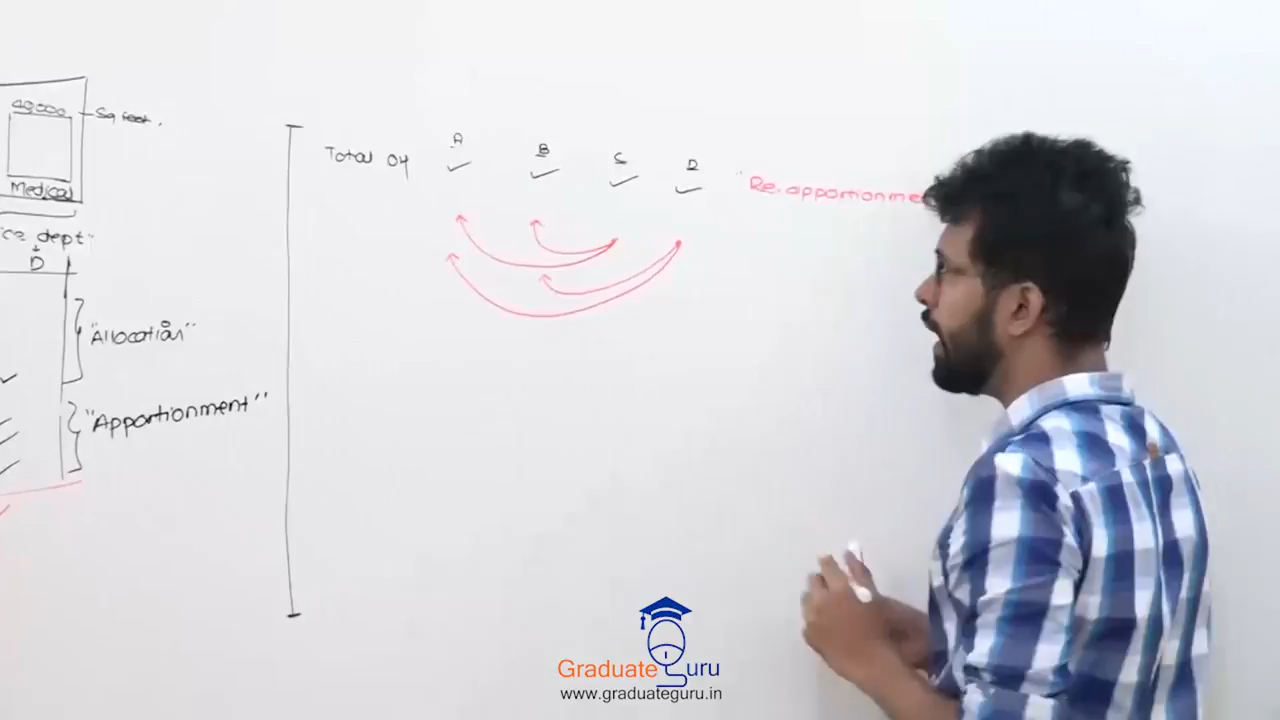 40,000
Sq feet.
Medical
ice dept"
D
"Allocation"
"Apportionment"
Total OH
A
B
C
D
"Re.apportionme
Graduate Guru
www.graduateguru.in